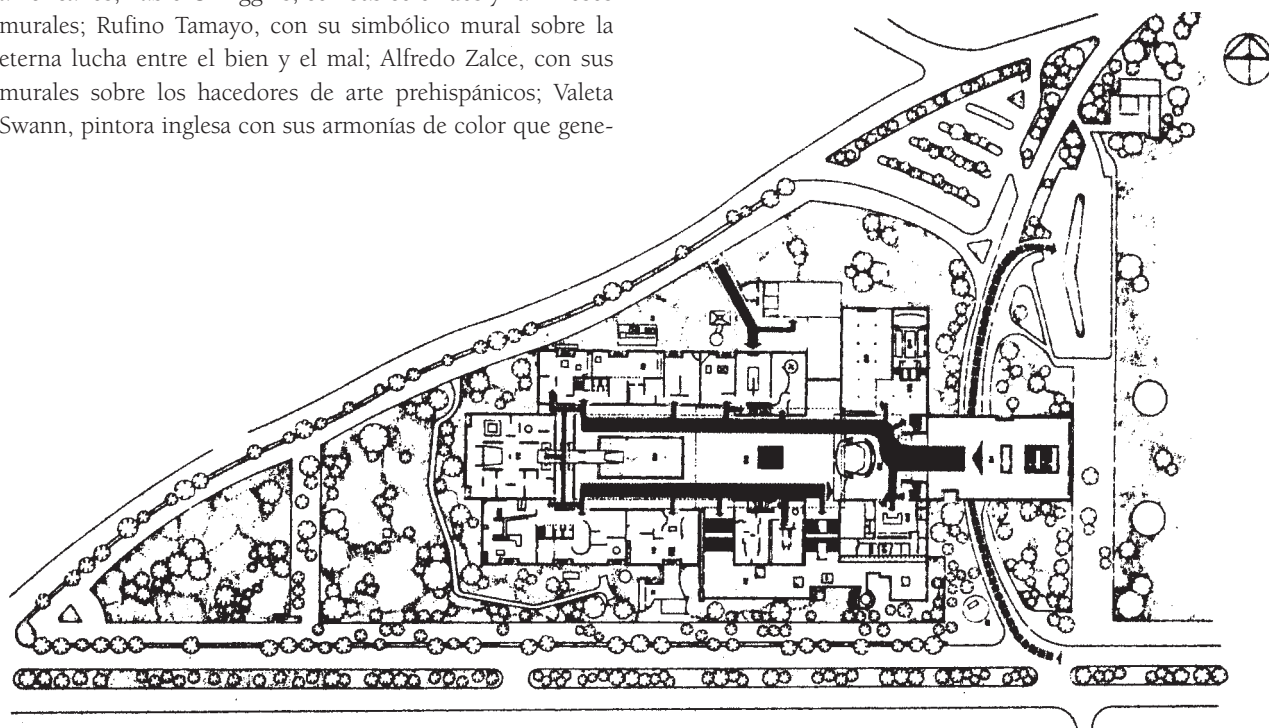 murales; Rufino Tamayo, con su simbólico mural sobre la
eterna lucha entre el bien y el mal; Alfredo Zalce, con sus
murales sobre los hacedores de arte prehispánicos; Valeta
Swann, pintora inglesa con sus armonías de color que gene-